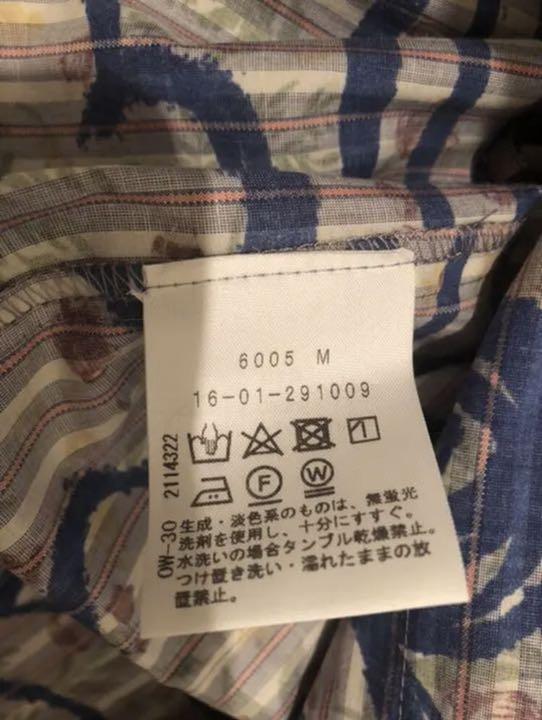 6005 M
16-01-291009
F
W
OW-30 2114322
生成・淡色系のものは、無蛍光
洗剤を使用し、十分にすすぐ。
水洗いの場合タンブル乾燥禁止。
つけ置き洗い・濡れたままの放
置禁止。